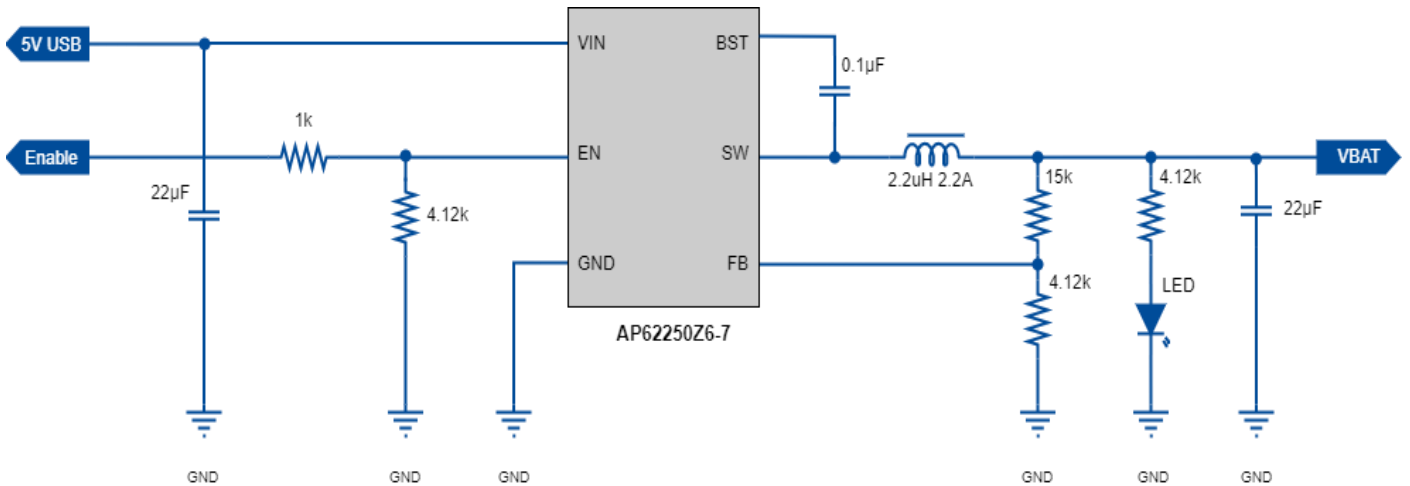 5V USB
VIN
BST
0.1µF
1k
Enable
EN
SW
VBAT
2.2uH 2.2A
15k
4.12k
22µF
4.12k
22µF
GND
FB
4.12k
LED
AP62250Z6-7
GND
GND
GND
GND
GND
GND